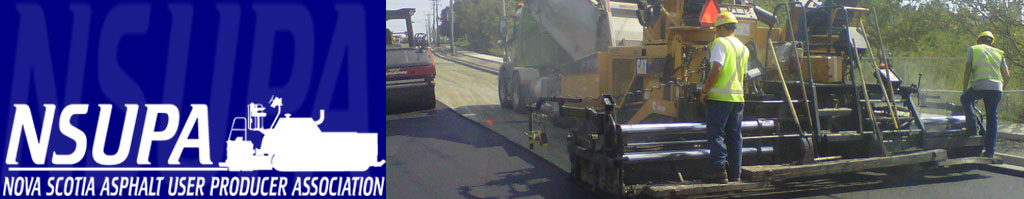 NSUPA
NSUPA
NOVA SCOTIA ASPHALT USER PRODUCER ASSOCIATION